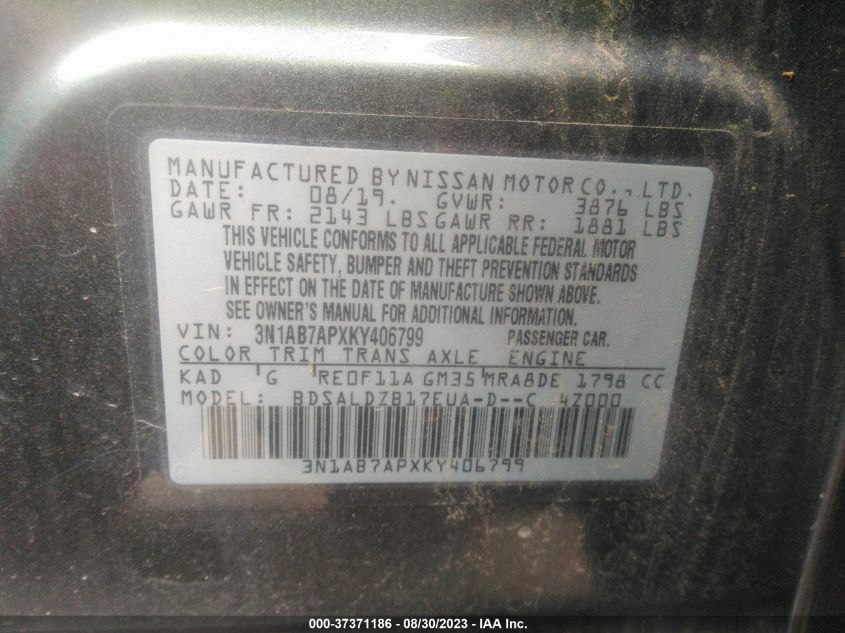 MANUFACTURED BY NISSAN MOTOR CO., LTD.
DATE: 08/19. GVWR: 3876 LBS
GAWR FR: 2143 LBS GAWR RR: 1881 LBS
THIS VEHICLE CONFORMS TO ALL APPLICABLE FEDERAL MOTOR
VEHICLE SAFETY, BUMPER AND THEFT PREVENTION STANDARDS
IN EFFECT ON THE DATE OF MANUFACTURE SHOWN ABOVE.
SEE OWNER'S MANUAL FOR ADDITIONAL INFORMATION.
VIN: 3N1AB7APXKY406799 PASSENGER CAR.
COLOR TRIM TRANS AXLE ENGINE
KAD G RE0F11A GM35 MRA8DE 1798 CC
MODEL: BDSALDZB17EUA-D--C 4Z000
3N1AB7APXKY406799
000-37371186 - 08/30/2023 - IAA Inc.